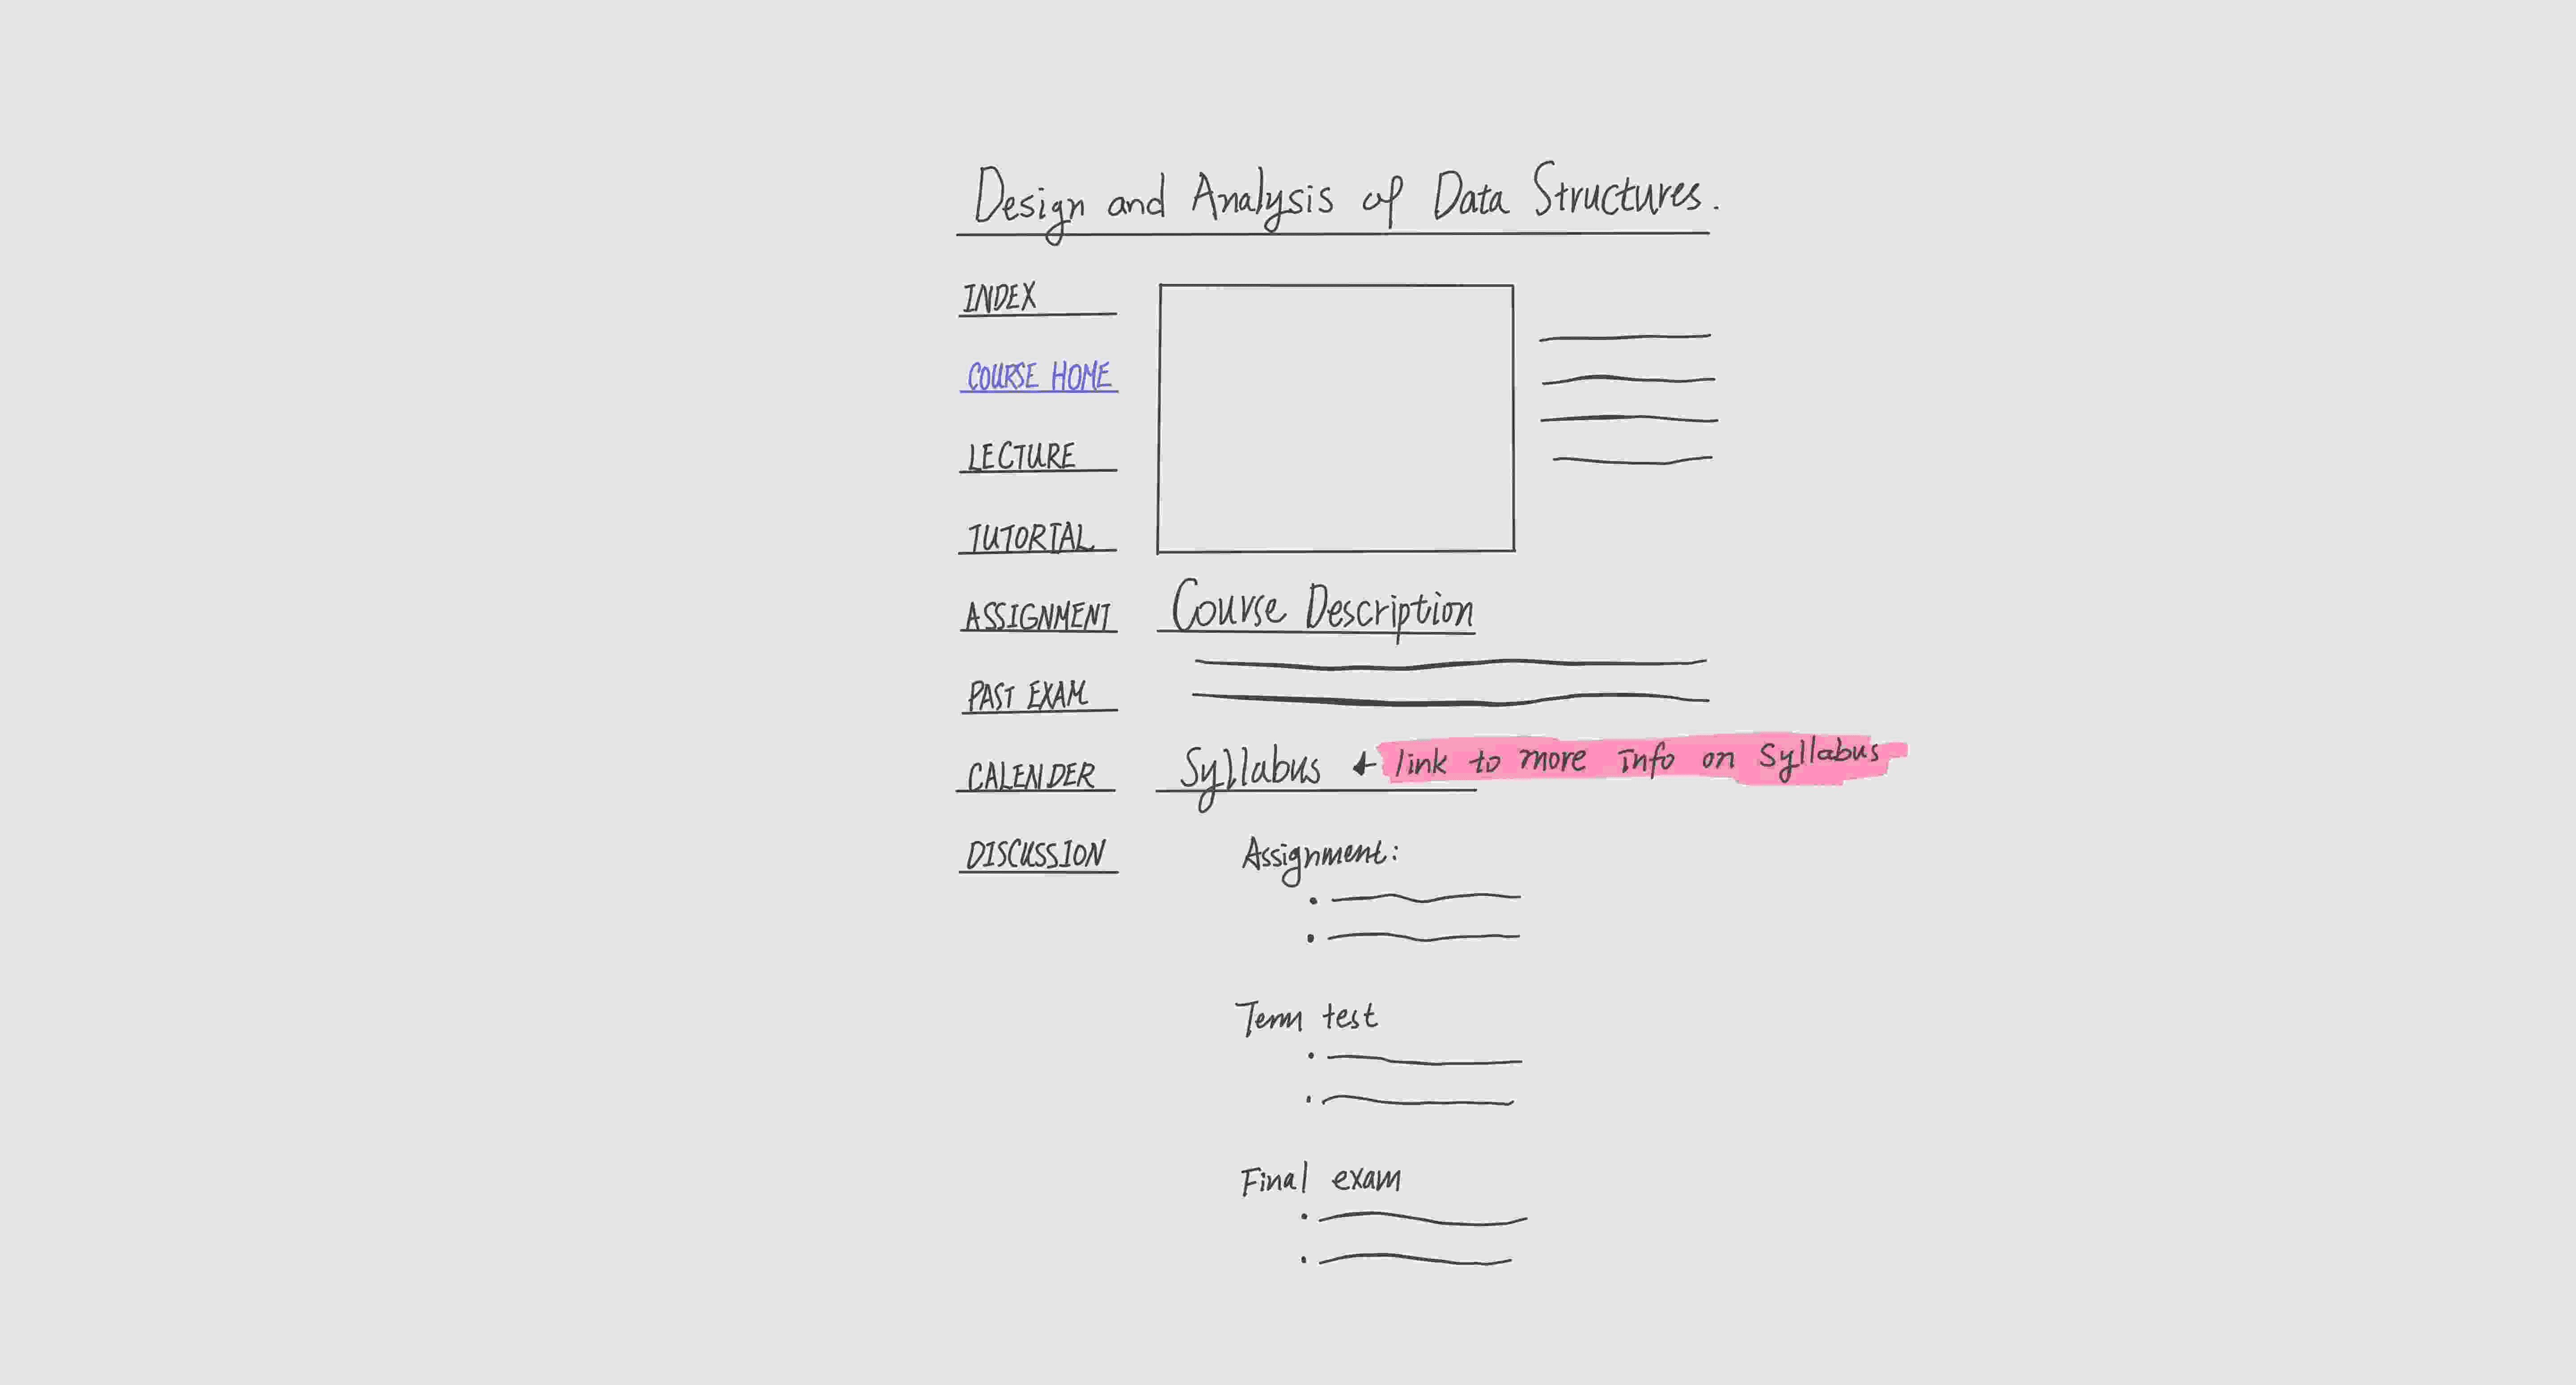 Design and Analysis of Data Structures.
INDEX
COURSE HOME
LECTURE
TUTORIAL
ASSIGNMENT
PAST EXAM
CALENDER
DISCUSSION
Course Description
Syllabus ← link to more info on Syllabus
Assignment:
Term test
Final exam